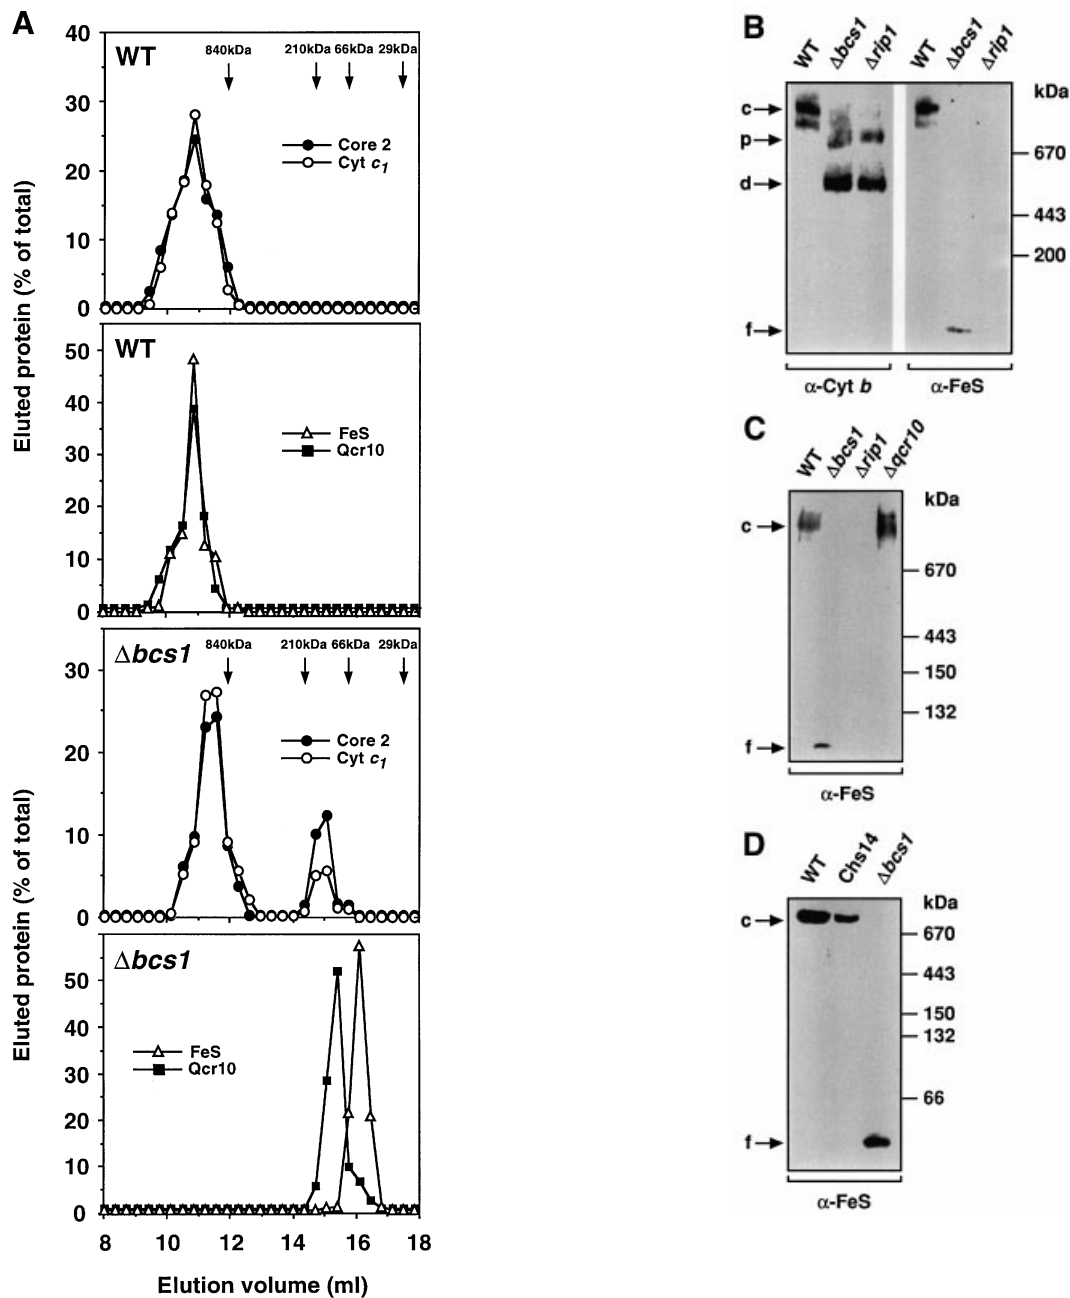 A
Eluted protein (% of total)
40
30
20
10
0
WT
840kDa 210kDa 66kDa 29kDa
Core 2
Cyt c1
WT
50
40
30
20
10
0
FeS
Qcr10
Eluted protein (% of total)
Δbcs1
840kDa 210kDa 66kDa 29kDa
30
20
10
0
Core 2
Cyt c1
Δbcs1
50
40
30
20
10
0
FeS
Qcr10
8 10 12 14 16 18
Elution volume (ml)
B
WT Δbcs1 Δrip1 WT Δbcs1 Δrip1
kDa
c
p
d
f
670
443
200
α-Cyt b α-FeS
C
WT Δbcs1 Δrip1 Δqcr10
kDa
c
f
670
443
150
132
α-FeS
D
WT Chs14 Δbcs1
kDa
c
f
670
443
150
132
66
α-FeS